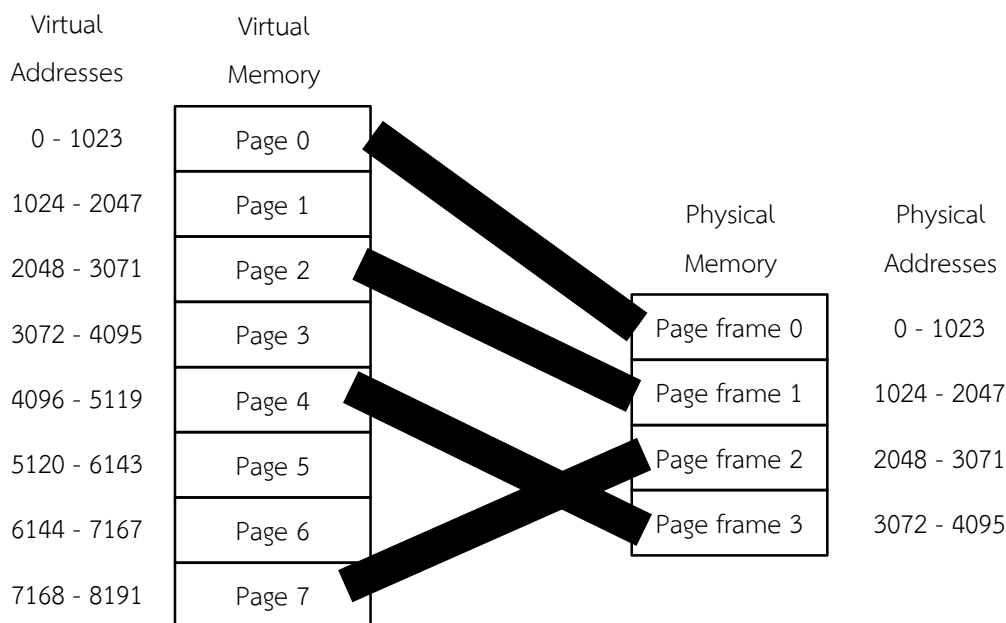 Virtual
Addresses
Virtual
Memory
0 - 1023
Page 0
1024 - 2047
Page 1
2048 - 3071
Page 2
3072 - 4095
Page 3
4096 - 5119
Page 4
5120 - 6143
Page 5
6144 - 7167
Page 6
7168 - 8191
Page 7
Physical
Memory
Physical
Addresses
Page frame 0
0 - 1023
Page frame 1
1024 - 2047
Page frame 2
2048 - 3071
Page frame 3
3072 - 4095